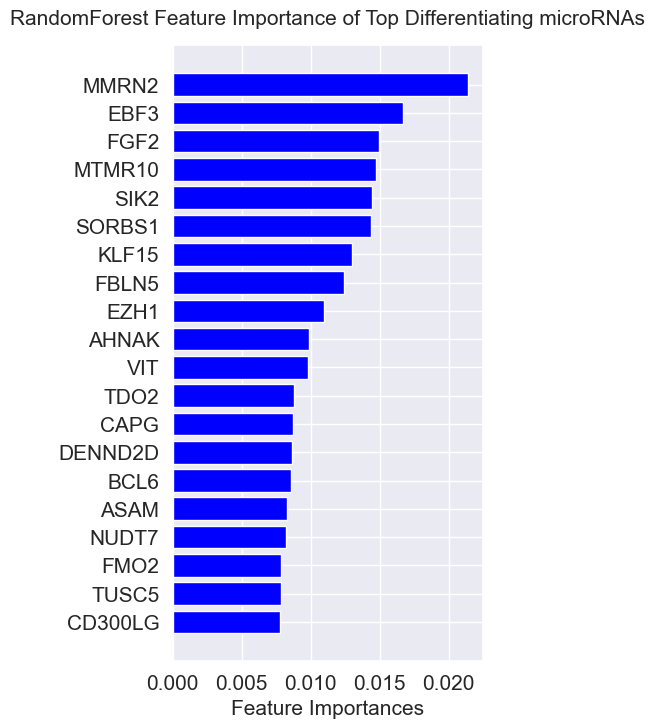 RandomForest Feature Importance of Top Differentiating microRNAs
MMRN2
EBF3
FGF2
MTMR10
SIK2
SORBS1
KLF15
FBLN5
EZH1
AHNAK
VIT
TDO2
CAPG
DENND2D
BCL6
ASAM
NUDT7
FMO2
TUSC5
CD300LG
0.000 0.005 0.010 0.015 0.020
Feature Importances